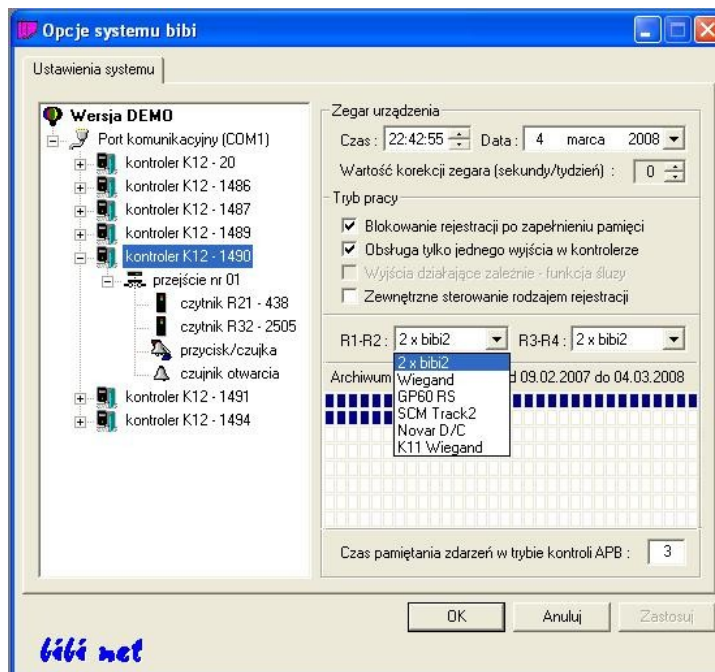 Opcje systemu bibi
Ustawienia systemu
Wersja DEMO
Port komunikacyjny (COM1)
kontroler K12 - 20
kontroler K12 - 1486
kontroler K12 - 1487
kontroler K12 - 1489
kontroler K12 - 1490
przejście nr 01
czytnik R21 - 438
czytnik R32 - 2505
przycisk/czujka
czujnik otwarcia
kontroler K12 - 1491
kontroler K12 - 1494
Zegar urządzenia
Czas : 22:42:55 Data : 4 marca 2008
Wartość korekcji zegara (sekundy/tydzień) : 0
Tryb pracy
Blokowanie rejestracji po zapełnieniu pamięci
Obsługa tylko jednego wyjścia w kontrolerze
Wyjścia działające zależnie - funkcja śluzy
Zewnętrzne sterowanie rodzajem rejestracji
R1-R2 : 2 x bibi2 R3-R4 : 2 x bibi2
2 x bibi2
Archiwum d 09.02.2007 do 04.03.2008
Wiegand
GP60 RS
SCM Track2
Novar D/C
K11 Wiegand
Czas pamiętania zdarzeń w trybie kontroli APB : 3
OK Anuluj Zastosuj
bibi net